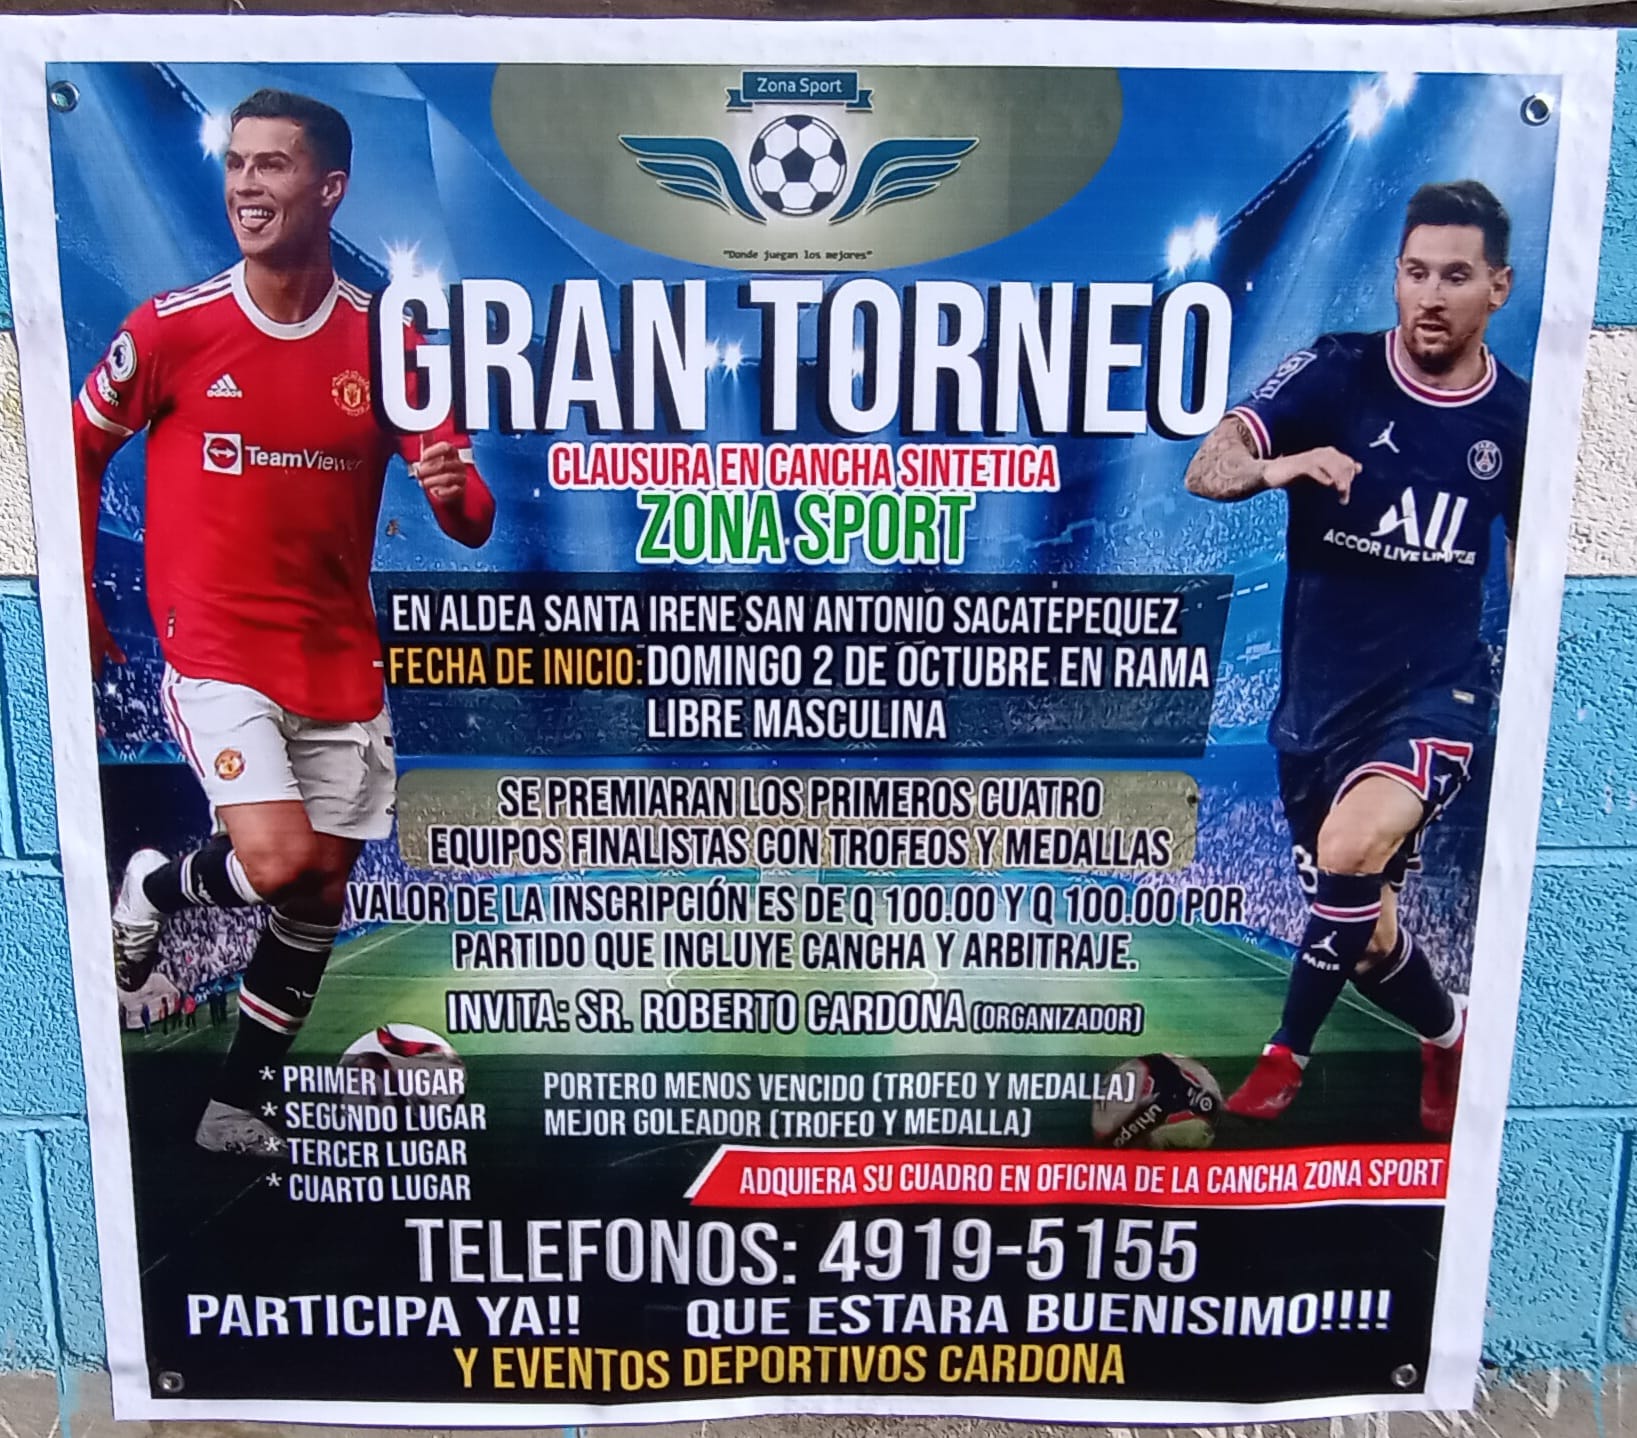 Zona Sport
"Donde juegan los mejores"
GRAN TORNEO
CLAUSURA EN CANCHA SINTETICA
ZONA SPORT
EN ALDEA SANTA IRENE SAN ANTONIO SACATEPEQUEZ
FECHA DE INICIO: DOMINGO 2 DE OCTUBRE EN RAMA
LIBRE MASCULINA
SE PREMIARAN LOS PRIMEROS CUATRO
EQUIPOS FINALISTAS CON TROFEOS Y MEDALLAS
VALOR DE LA INSCRIPCIÓN ES DE Q 100.00 Y Q 100.00 POR
PARTIDO QUE INCLUYE CANCHA Y ARBITRAJE.
INVITA: SR. ROBERTO CARDONA (ORGANIZADOR)
* PRIMER LUGAR
* SEGUNDO LUGAR
* TERCER LUGAR
* CUARTO LUGAR
PORTERO MENOS VENCIDO (TROFEO Y MEDALLA)
MEJOR GOLEADOR (TROFEO Y MEDALLA)
ADQUIERA SU CUADRO EN OFICINA DE LA CANCHA ZONA SPORT
TELEFONOS: 4919-5155
PARTICIPA YA!! QUE ESTARA BUENISIMO!!!!
Y EVENTOS DEPORTIVOS CARDONA
adidas
TeamViewer
ALL
ACCOR LIVE LIMITLESS
PARIS
uhlsport